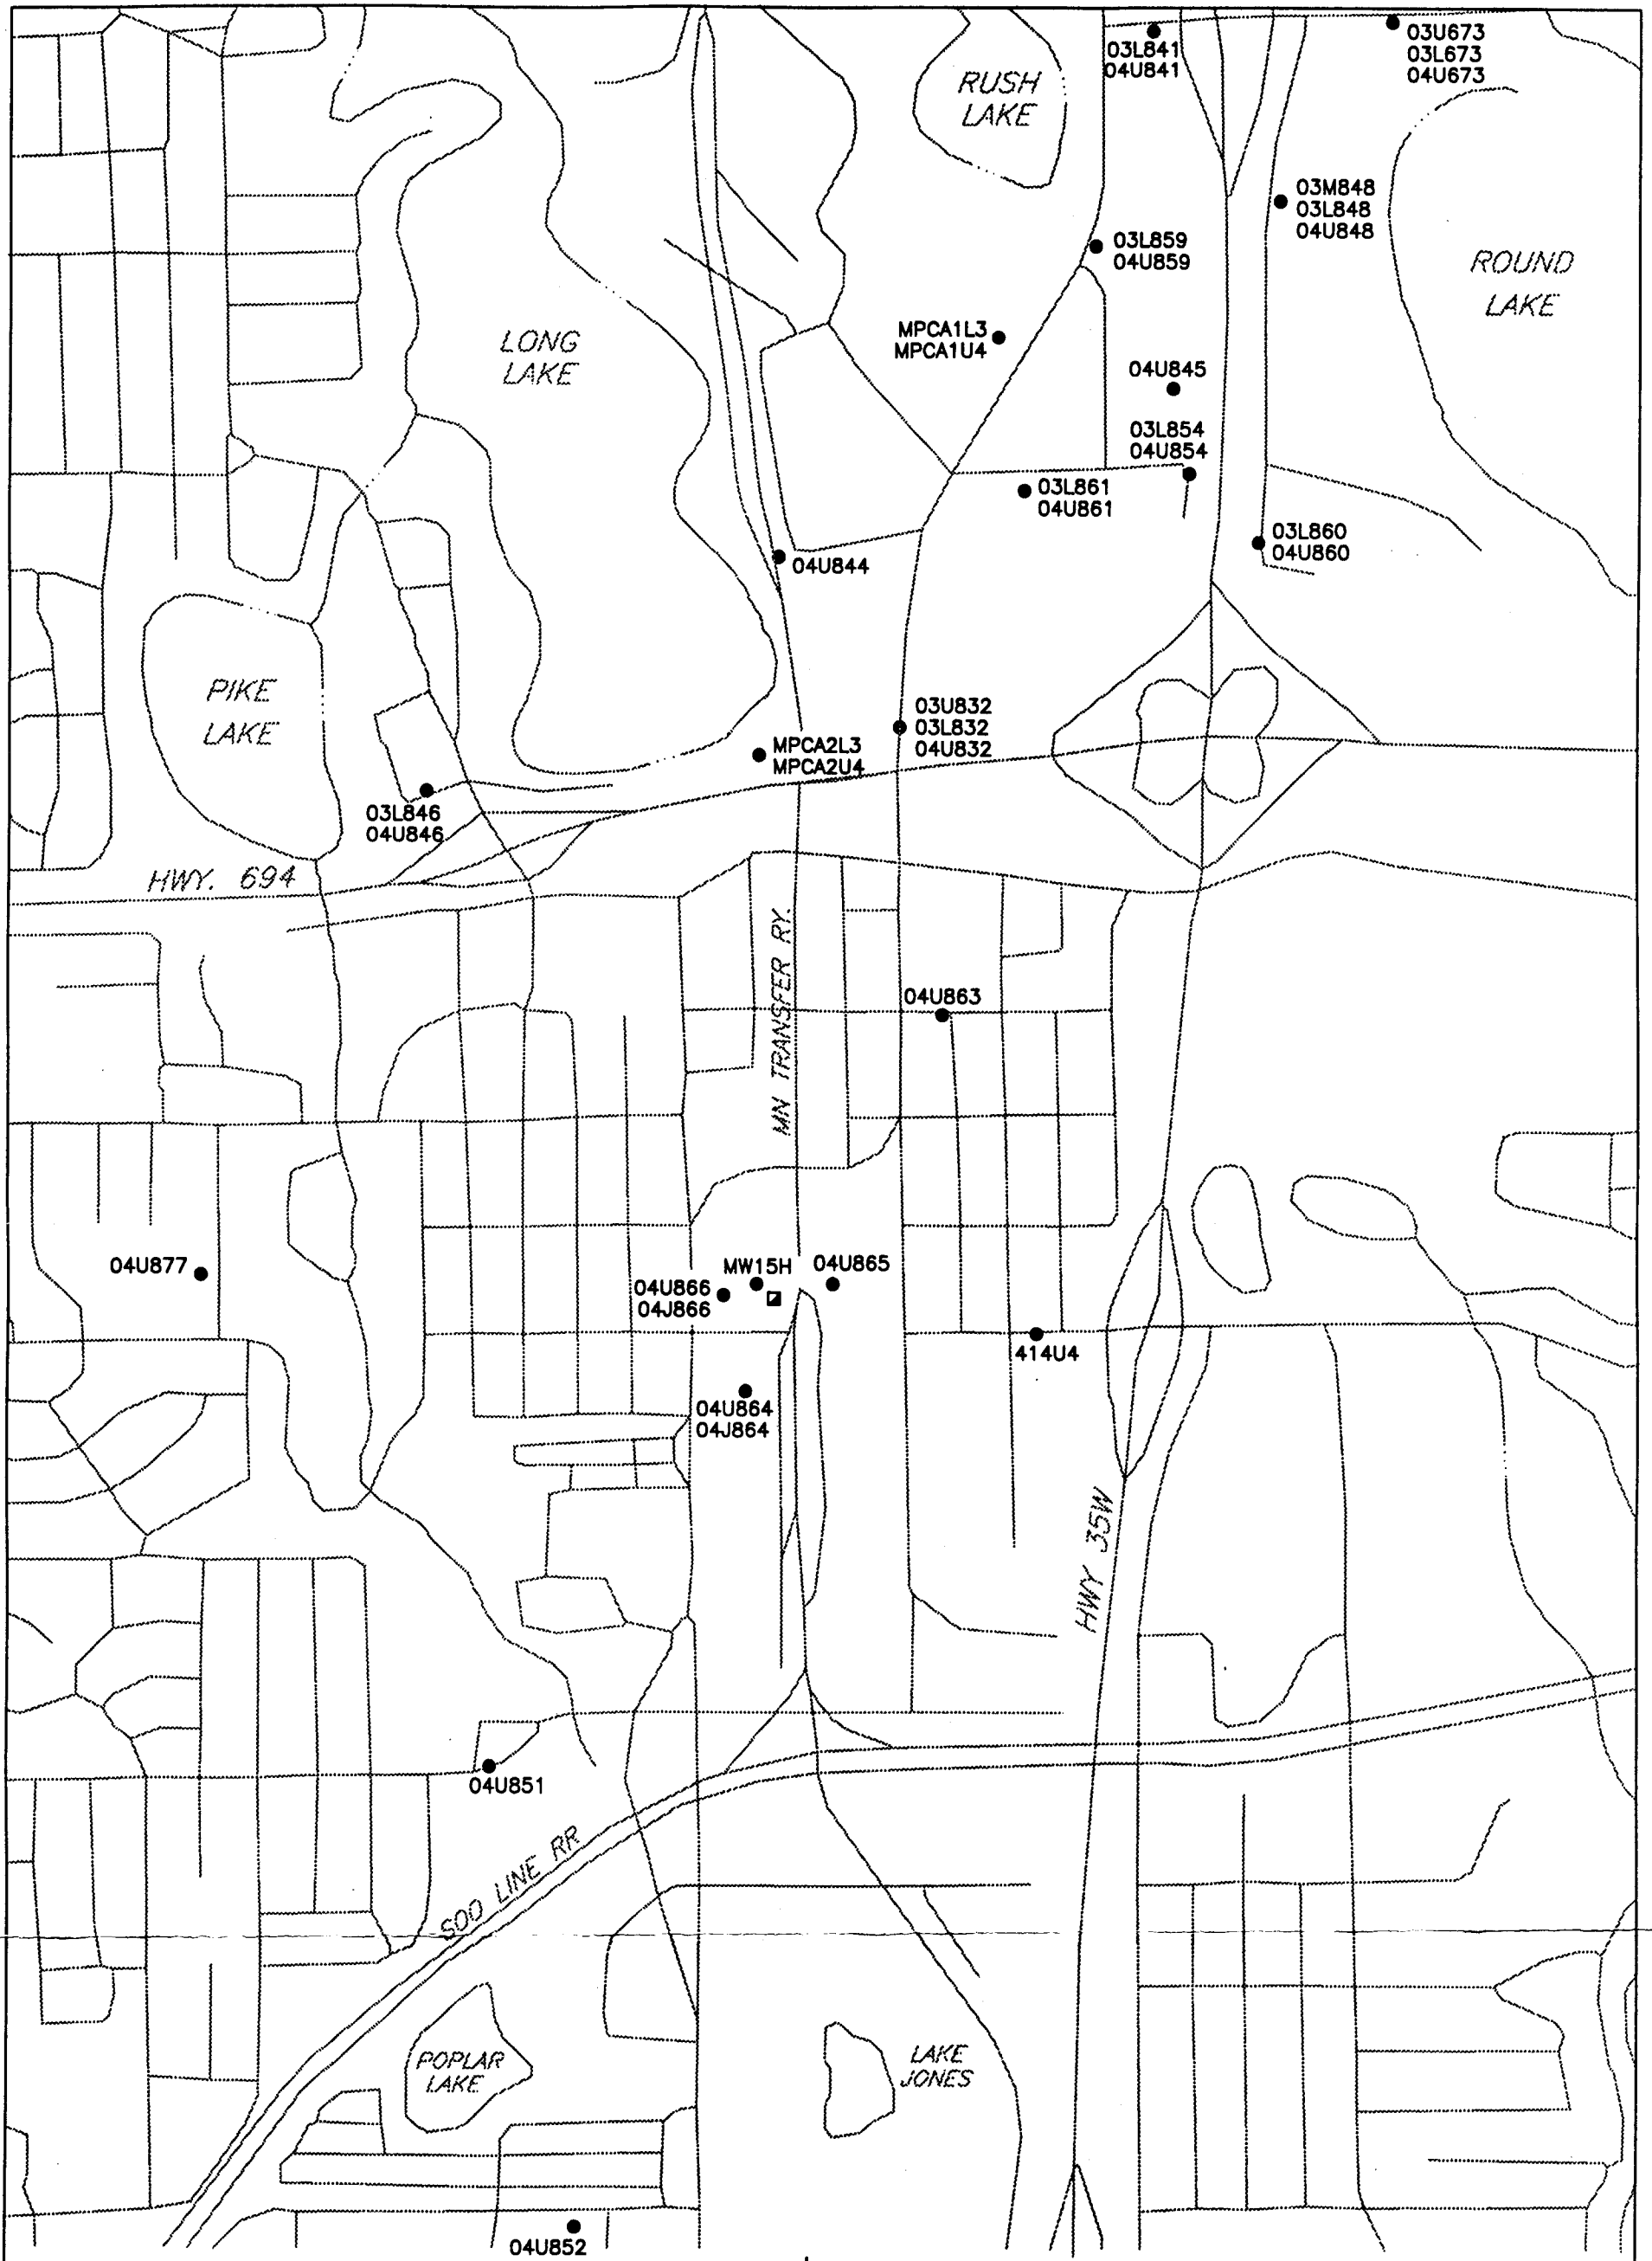 03L841
04U841
03U673
03L673
04U673
RUSH
LAKE
03M848
03L848
04U848
03L859
04U859
ROUND
LAKE
LONG
LAKE
MPCA1L3
MPCA1U4
04U845
03L854
04U854
03L861
04U861
03L860
04U860
04U844
PIKE
LAKE
03U832
03L832
04U832
MPCA2L3
MPCA2U4
03L846
04U846
HWY. 694
MN TRANSFER RY.
04U863
04U877
MW15H
04U865
04U866
04J866
414U4
04U864
04J864
HWY 35W
04U851
SOO LINE RR
POPLAR
LAKE
LAKE
JONES
04U852